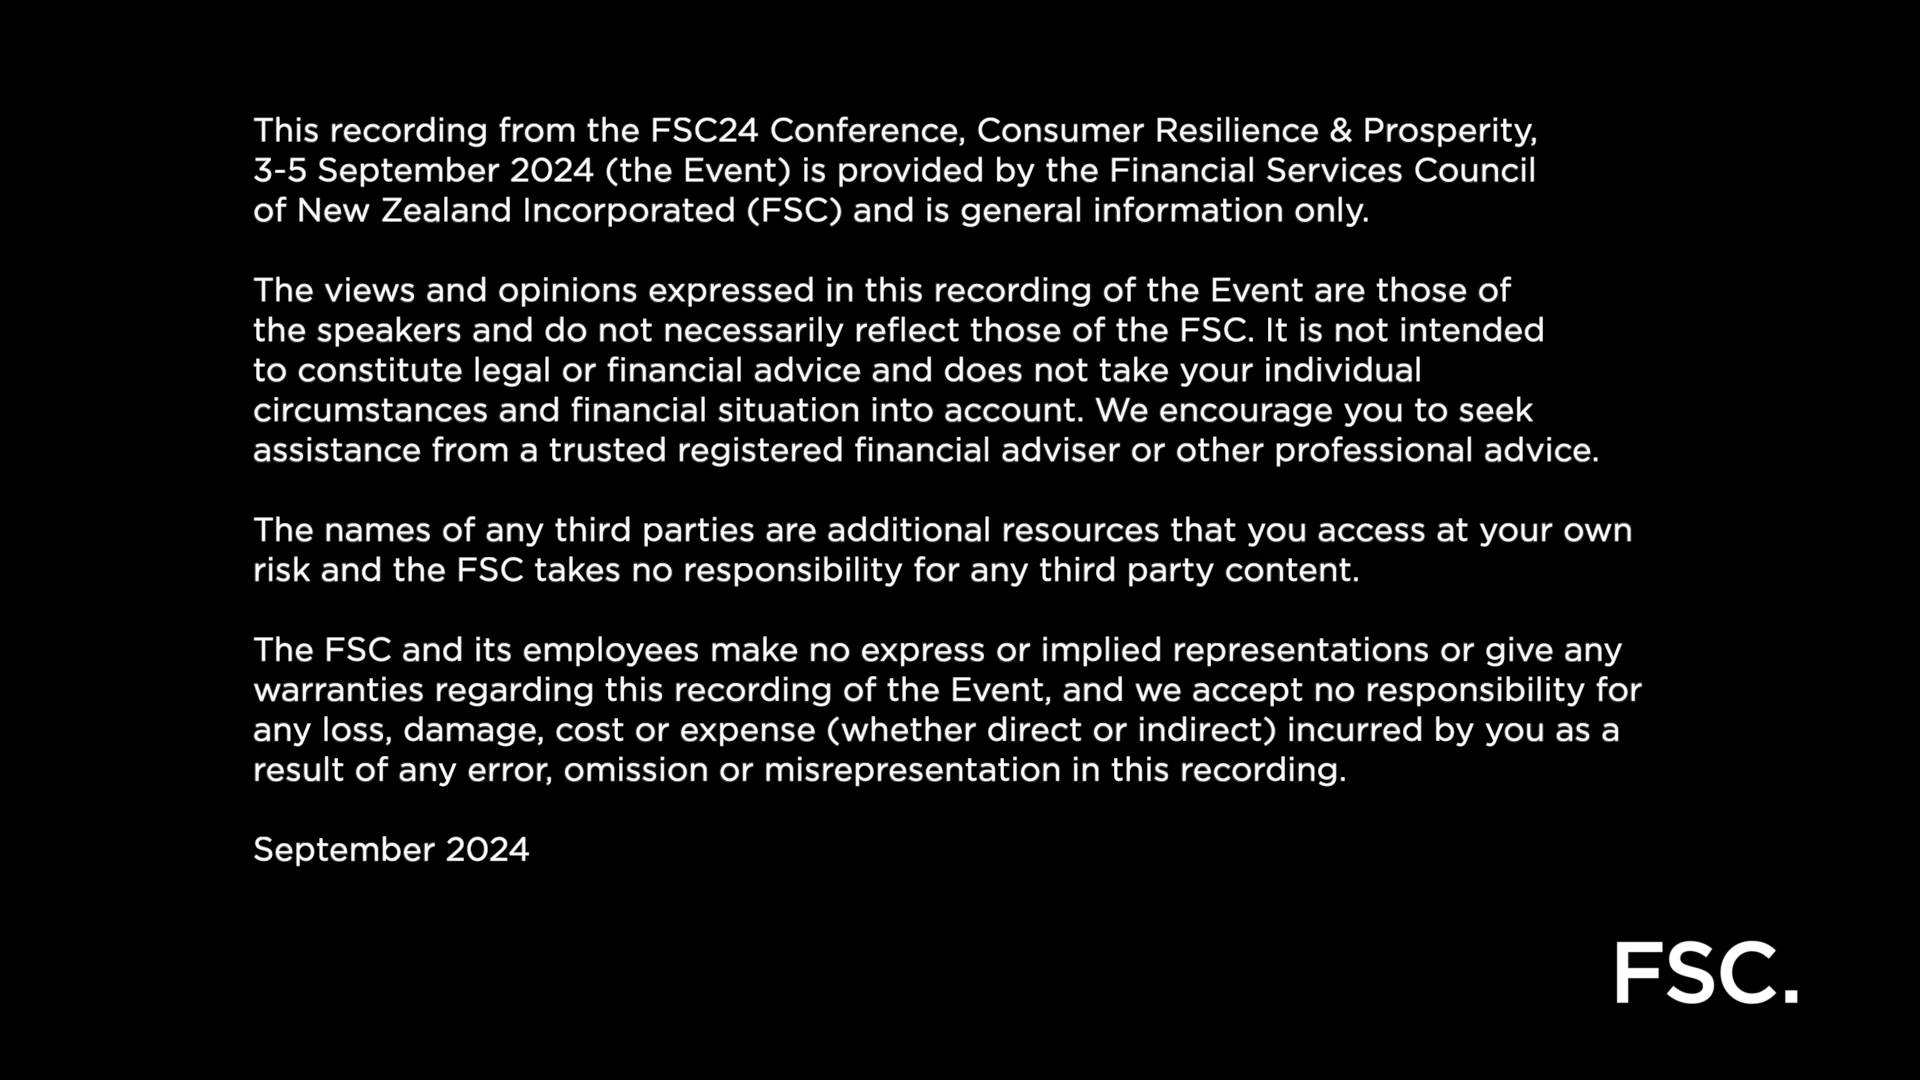 This recording from the FSC24 Conference, Consumer Resilience & Prosperity,
3-5 September 2024 (the Event) is provided by the Financial Services Council
of New Zealand Incorporated (FSC) and is general information only.
The views and opinions expressed in this recording of the Event are those of
the speakers and do not necessarily reflect those of the FSC. It is not intended
to constitute legal or financial advice and does not take your individual
circumstances and financial situation into account. We encourage you to seek
assistance from a trusted registered financial adviser or other professional advice.
The names of any third parties are additional resources that you access at your own
risk and the FSC takes no responsibility for any third party content.
The FSC and its employees make no express or implied representations or give any
warranties regarding this recording of the Event, and we accept no responsibility for
any loss, damage, cost or expense (whether direct or indirect) incurred by you as a
result of any error, omission or misrepresentation in this recording.
September 2024
FSC.